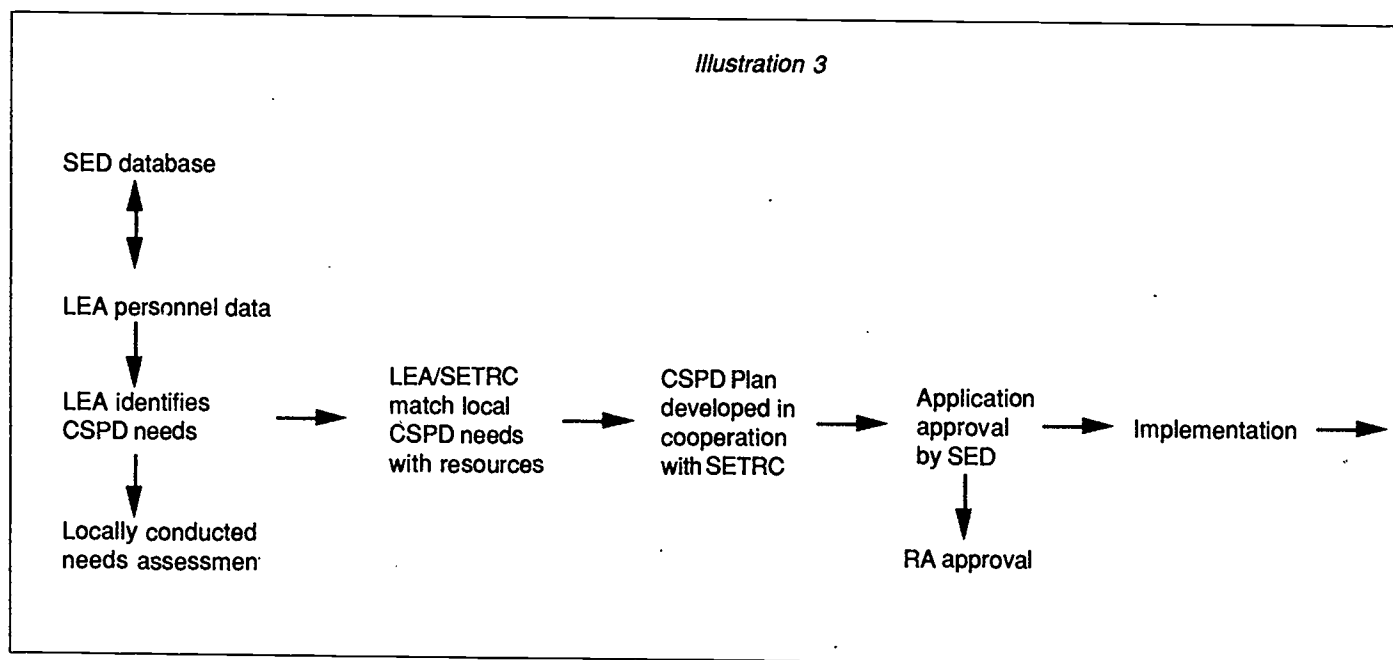 Illustration 3
SED database
LEA personnel data
LEA identifies
CSPD needs
Locally conducted
needs assessmen
LEA/SETRC
match local
CSPD needs
with resources
CSPD Plan
developed in
cooperation
with SETRC
Application
approval
by SED
RA approval
Implementation